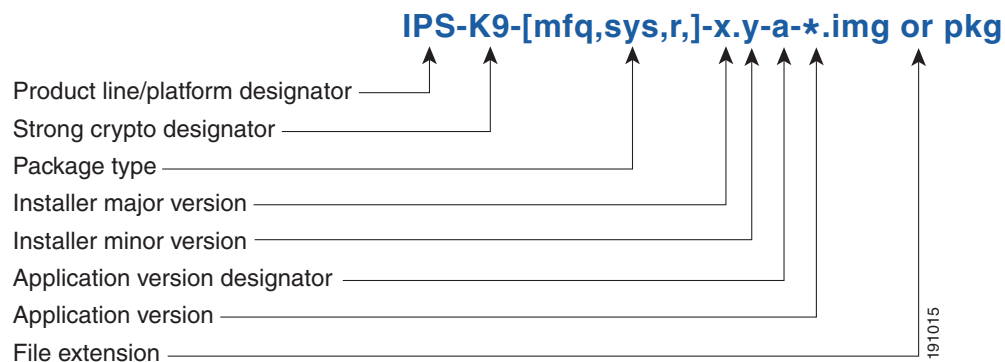 IPS-K9-[mfq,sys,r,]-x.y-a-*.img or pkg
Product line/platform designator
Strong crypto designator
Package type
Installer major version
Installer minor version
Application version designator
Application version
File extension
191015